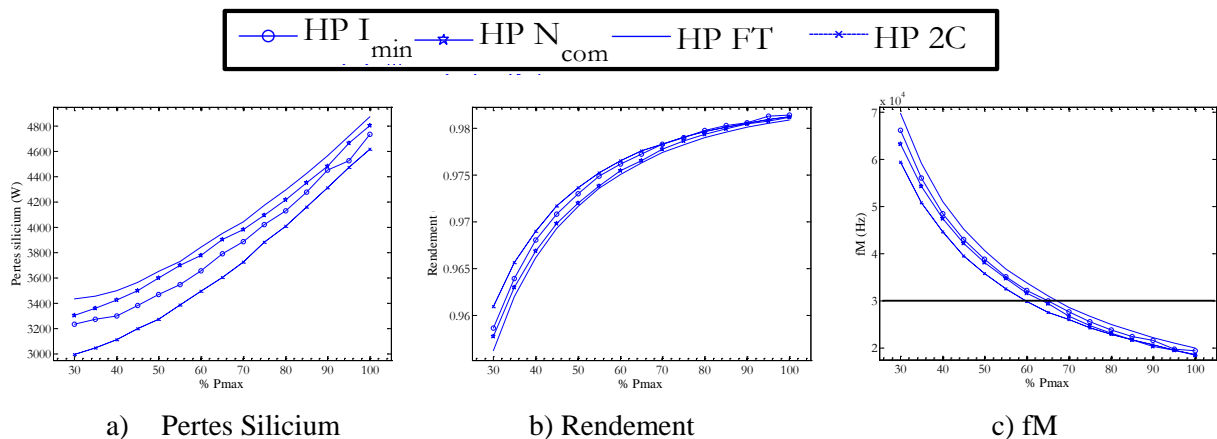 HP I min HP N com HP FT HP 2C
4800
4600
4400
4200
4000
3800
3600
3400
3200
3000
30 40 50 60 70 80 90 100
% Pmax
Pertes silicium (W)
0.98
0.975
0.97
0.965
0.96
30 40 50 60 70 80 90 100
% Pmax
Rendement
x 10^4
7
6
5
4
3
2
30 40 50 60 70 80 90 100
% Pmax
fM (Hz)
a) Pertes Silicium b) Rendement c) fM